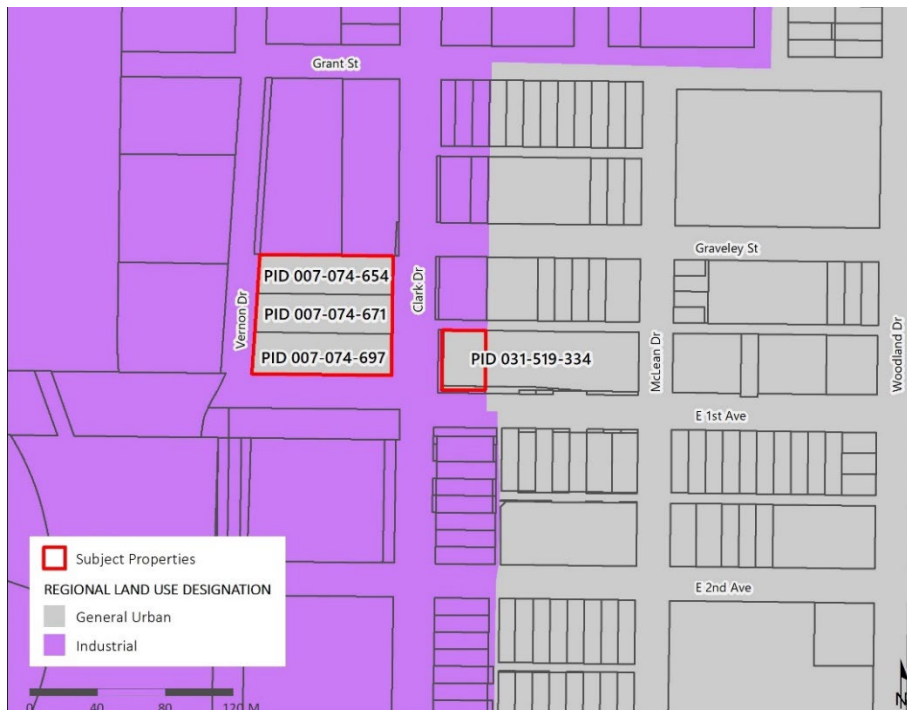 Grant St
Graveley St
PID 007-074-654
PID 007-074-671
PID 007-074-697
Vernon Dr
Clark Dr
PID 031-519-334
McLean Dr
Woodland Dr
E 1st Ave
E 2nd Ave
Subject Properties
REGIONAL LAND USE DESIGNATION
General Urban
Industrial
0 40 80 120 M
N